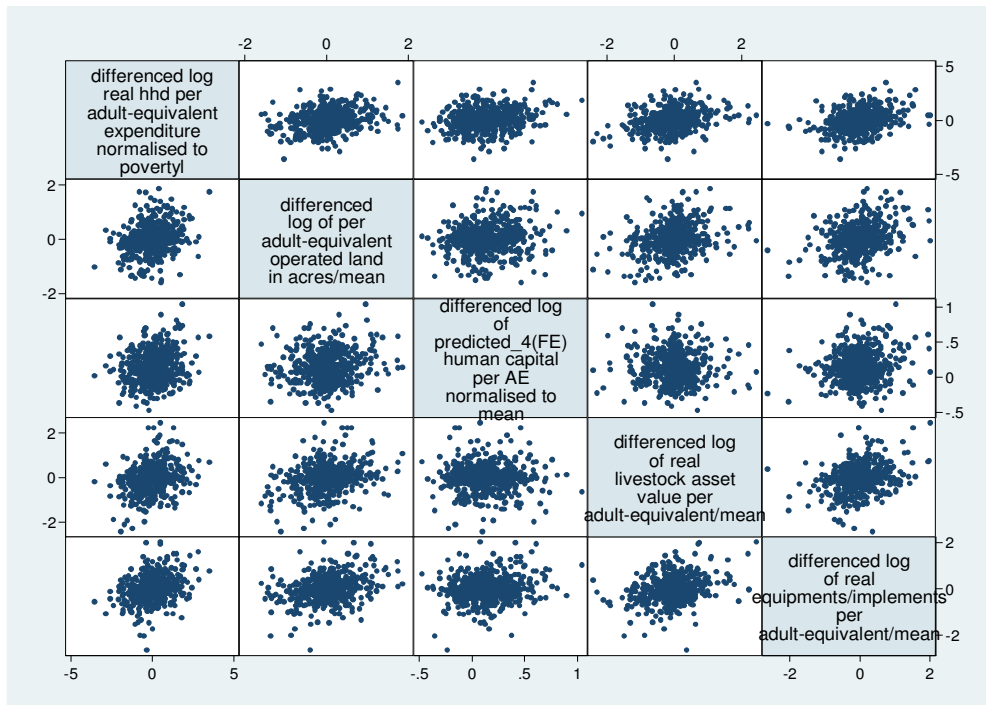 -2 0 2
-2 0 2
differenced log
real hhd per
adult-equivalent
expenditure
normalised to
povertyl
5
0
-5
2
0
-2
differenced
log of per
adult-equivalent
operated land
in acres/mean
differenced log
of
predicted_4(FE)
human capital
per AE
normalised to
mean
1
.5
0
-.5
2
0
-2
differenced log
of real
livestock asset
value per
adult-equivalent/mean
differenced log
of real
equipments/implements
per
adult-equivalent/mean
2
0
-2
-5 0 5
-.5 0 .5 1
-2 0 2